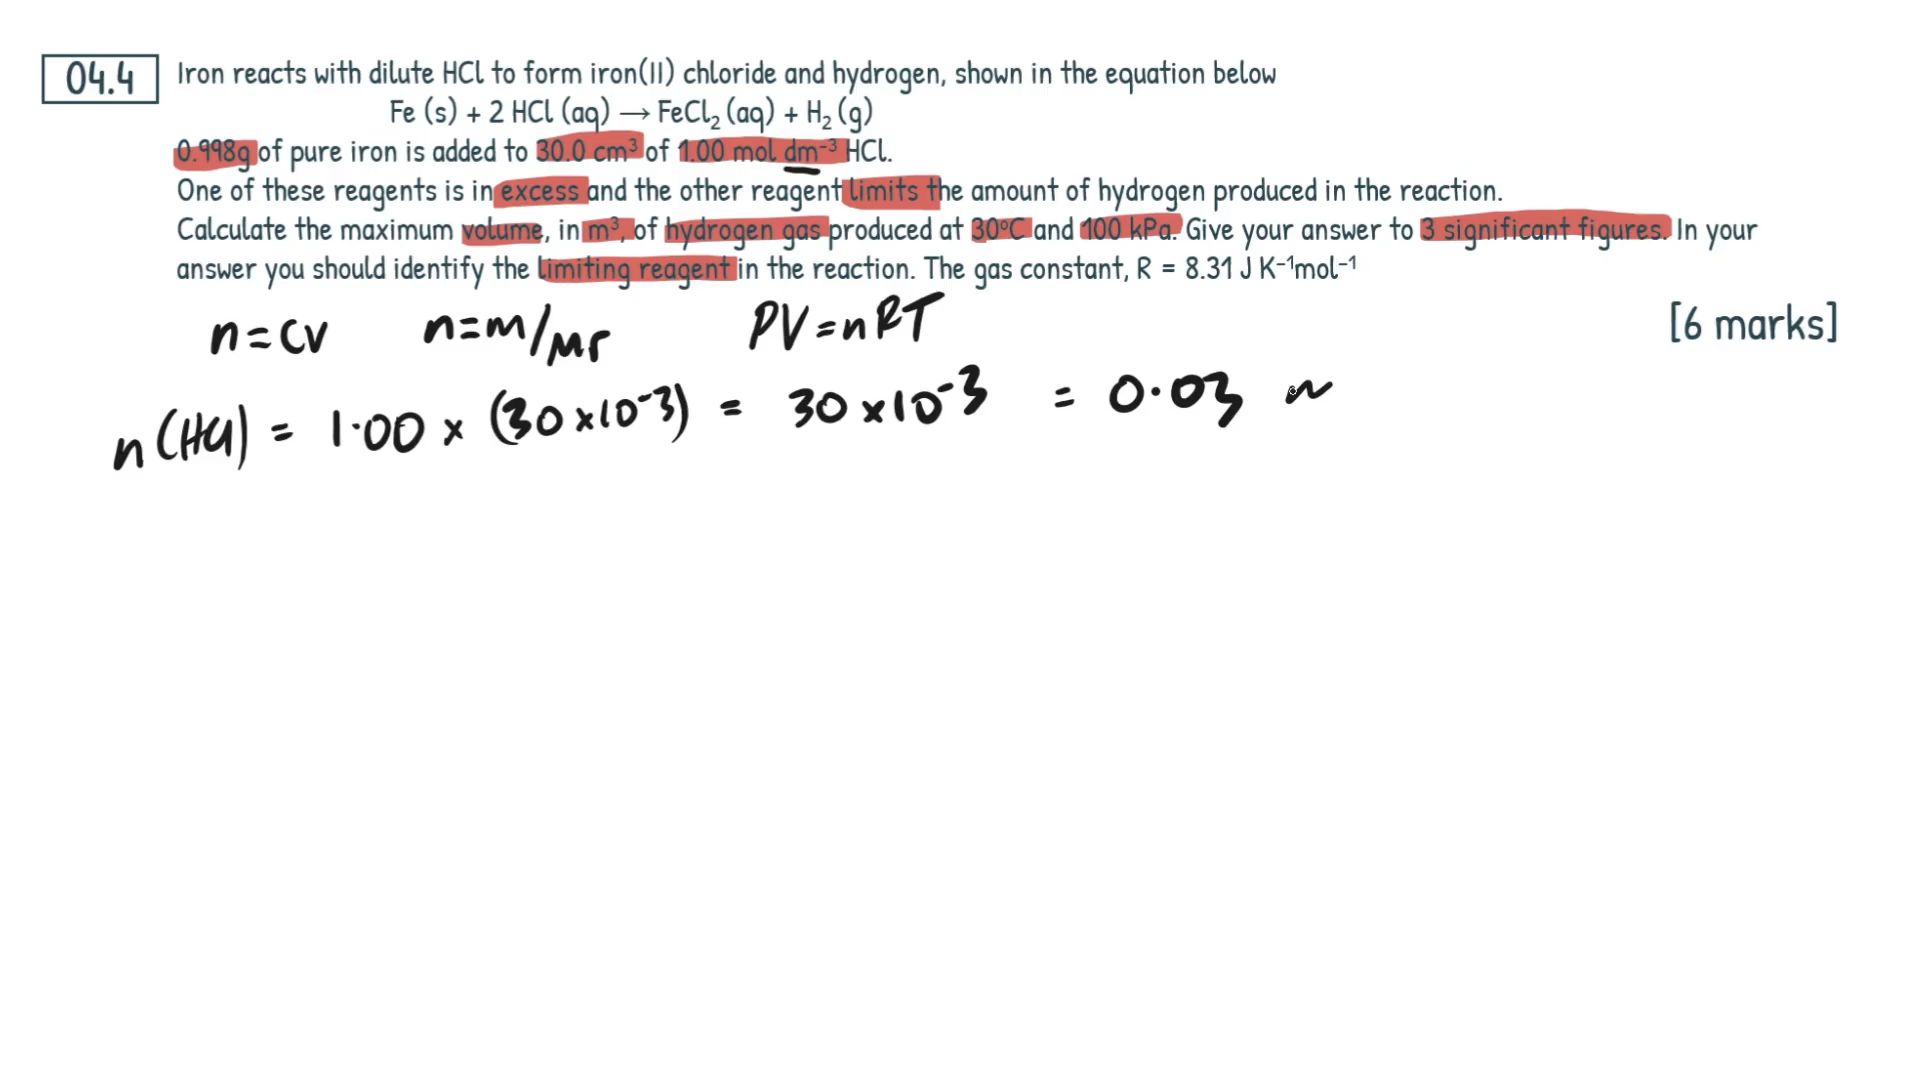 04.4 Iron reacts with dilute HCl to form iron(II) chloride and hydrogen, shown in the equation below
Fe (s) + 2 HCl (aq) → FeCl₂ (aq) + H₂ (g)
0.998g of pure iron is added to 30.0 cm³ of 1.00 mol dm⁻³ HCl.
One of these reagents is in excess and the other reagent limits the amount of hydrogen produced in the reaction.
Calculate the maximum volume, in m³, of hydrogen gas produced at 30°C and 100 kPa. Give your answer to 3 significant figures. In your
answer you should identify the limiting reagent in the reaction. The gas constant, R = 8.31 J K⁻¹mol⁻¹
[6 marks]
n=cv n=m/Mr PV=nRT
n(HCl) = 1.00 × (30×10⁻³) = 30×10⁻³ = 0.03